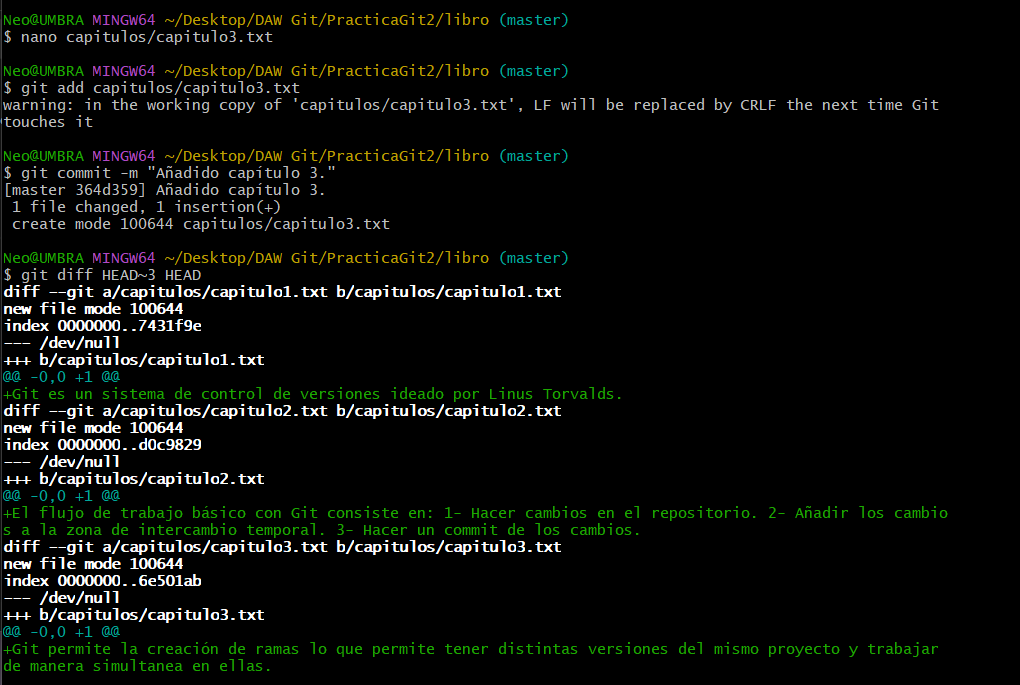 Neo@UMBRA MINGW64 ~/Desktop/DAW Git/PracticaGit2/libro (master)
$ nano capitulos/capitulo3.txt
Neo@UMBRA MINGW64 ~/Desktop/DAW Git/PracticaGit2/libro (master)
$ git add capitulos/capitulo3.txt
warning: in the working copy of 'capitulos/capitulo3.txt', LF will be replaced by CRLF the next time Git
touches it
Neo@UMBRA MINGW64 ~/Desktop/DAW Git/PracticaGit2/libro (master)
$ git commit -m "Añadido capítulo 3."
[master 364d359] Añadido capítulo 3.
 1 file changed, 1 insertion(+)
 create mode 100644 capitulos/capitulo3.txt
Neo@UMBRA MINGW64 ~/Desktop/DAW Git/PracticaGit2/libro (master)
$ git diff HEAD~3 HEAD
diff --git a/capitulos/capitulo1.txt b/capitulos/capitulo1.txt
new file mode 100644
index 0000000..7431f9e
--- /dev/null
+++ b/capitulos/capitulo1.txt
@@ -0,0 +1 @@
+Git es un sistema de control de versiones ideado por Linus Torvalds.
diff --git a/capitulos/capitulo2.txt b/capitulos/capitulo2.txt
new file mode 100644
index 0000000..d0c9829
--- /dev/null
+++ b/capitulos/capitulo2.txt
@@ -0,0 +1 @@
+El flujo de trabajo básico con Git consiste en: 1- Hacer cambios en el repositorio. 2- Añadir los cambio
s a la zona de intercambio temporal. 3- Hacer un commit de los cambios.
diff --git a/capitulos/capitulo3.txt b/capitulos/capitulo3.txt
new file mode 100644
index 0000000..6e501ab
--- /dev/null
+++ b/capitulos/capitulo3.txt
@@ -0,0 +1 @@
+Git permite la creación de ramas lo que permite tener distintas versiones del mismo proyecto y trabajar
de manera simultanea en ellas.